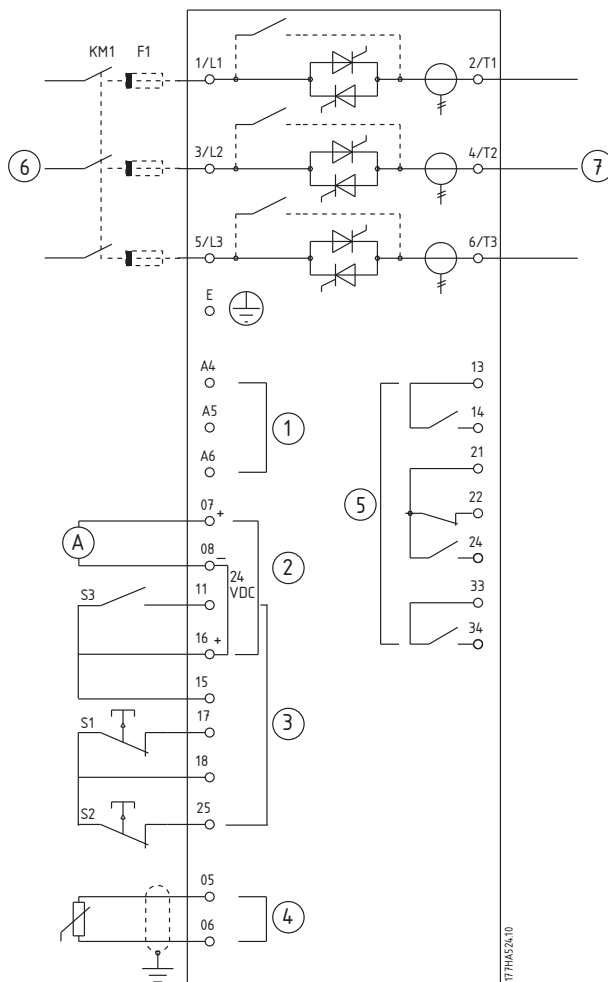 KM1 F1 1/L1 2/T1
6 3/L2 4/T2 7
5/L3 6/T3
E
A4 13
A5 1 14
A6 21
5 22
07 + 24
A 08 – 2
24 VDC
S3 11 33
16 + 34
15
S1 17 3
18
S2 25
05
4
06
177HA524.10